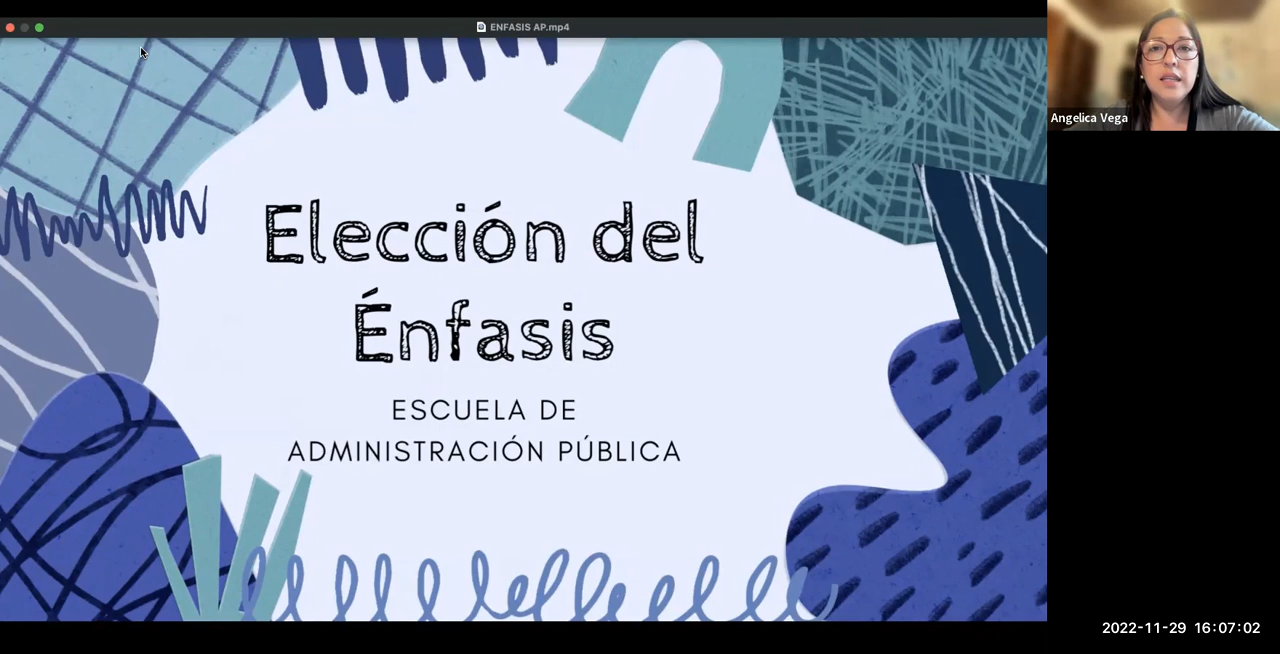 ENFASIS AP.mp4
Angelica Vega
Elección del
Énfasis
ESCUELA DE
ADMINISTRACIÓN PÚBLICA
2022-11-29 16:07:02